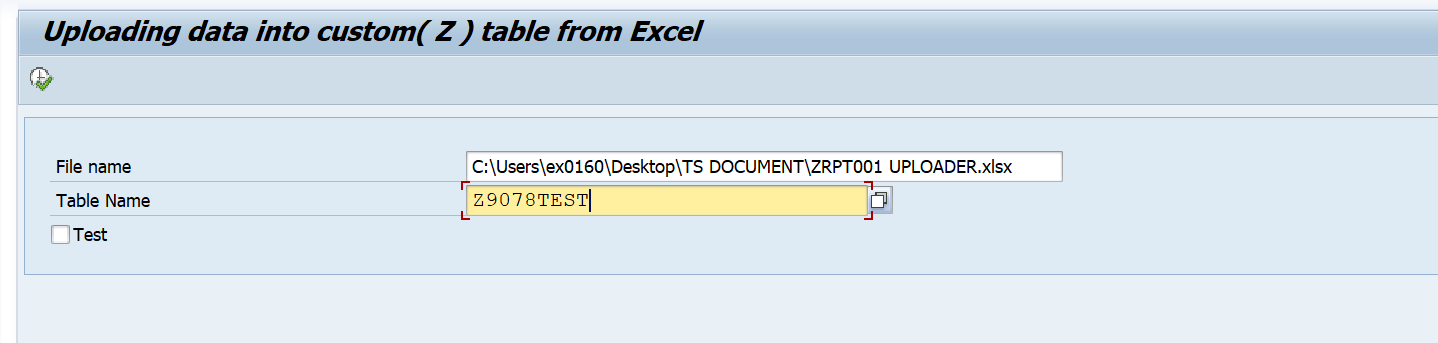 Uploading data into custom( Z ) table from Excel
File name C:\Users\ex0160\Desktop\TS DOCUMENT\ZRPT001 UPLOADER.xlsx
Table Name Z9078TEST
Test